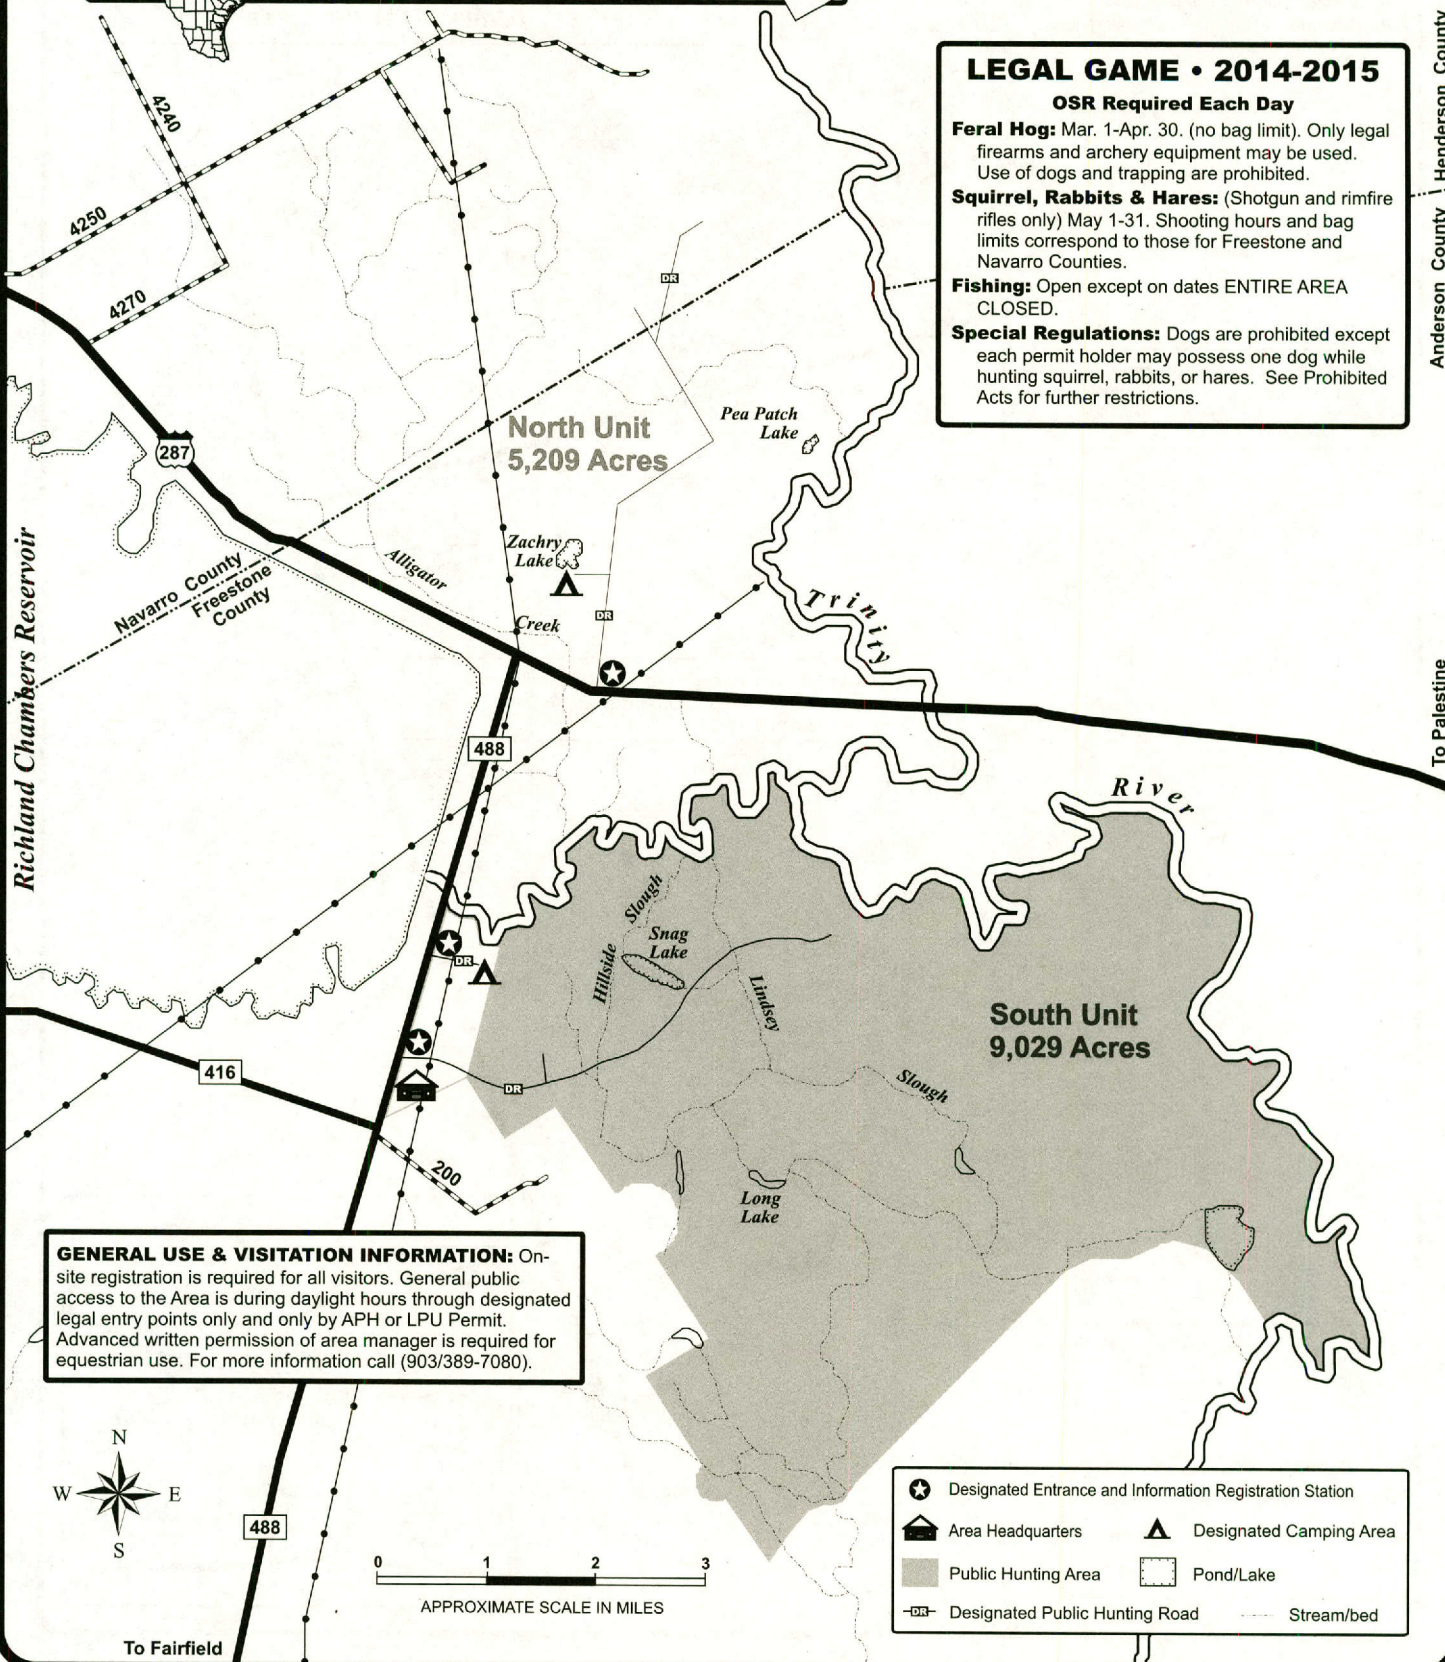 LEGAL GAME • 2014-2015
OSR Required Each Day
Feral Hog: Mar. 1-Apr. 30. (no bag limit). Only legal
firearms and archery equipment may be used.
Use of dogs and trapping are prohibited.
Squirrel, Rabbits & Hares: (Shotgun and rimfire
rifles only) May 1-31. Shooting hours and bag
limits correspond to those for Freestone and
Navarro Counties.
Fishing: Open except on dates ENTIRE AREA
CLOSED.
Special Regulations: Dogs are prohibited except
each permit holder may possess one dog while
hunting squirrel, rabbits, or hares. See Prohibited
Acts for further restrictions.
Henderson County
Anderson County
4240
4250
4270
DR
287
North Unit
5,209 Acres
Pea Patch
Lake
Zachry
Lake
Alligator
Creek
DR
Navarro County
Freestone
County
Richland Chambers Reservoir
Trinity
River
To Palestine
488
Slough
Hillside
Snag
Lake
Lindsey
Slough
DR
South Unit
9,029 Acres
416
DR
200
Long
Lake
GENERAL USE & VISITATION INFORMATION: On-
site registration is required for all visitors. General public
access to the Area is during daylight hours through designated
legal entry points only and only by APH or LPU Permit.
Advanced written permission of area manager is required for
equestrian use. For more information call (903/389-7080).
N
W E
S
488
0 1 2 3
APPROXIMATE SCALE IN MILES
To Fairfield
Designated Entrance and Information Registration Station
Area Headquarters
Designated Camping Area
Public Hunting Area
Pond/Lake
DR Designated Public Hunting Road
Stream/bed